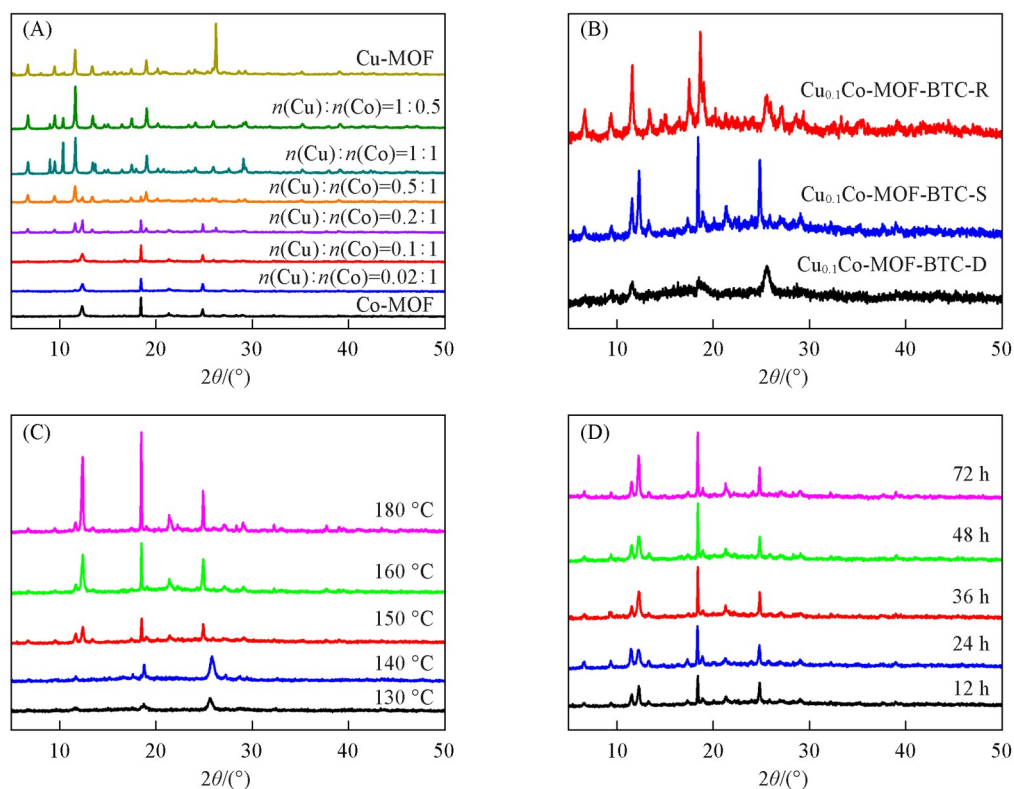 (A)
Cu-MOF
n(Cu)∶n(Co)=1∶0.5
n(Cu)∶n(Co)=1∶1
n(Cu)∶n(Co)=0.5∶1
n(Cu)∶n(Co)=0.2∶1
n(Cu)∶n(Co)=0.1∶1
n(Cu)∶n(Co)=0.02∶1
Co-MOF
10 20 30 40 50
2θ/(°)
(B)
Cu₀.₁Co-MOF-BTC-R
Cu₀.₁Co-MOF-BTC-S
Cu₀.₁Co-MOF-BTC-D
10 20 30 40 50
2θ/(°)
(C)
180 °C
160 °C
150 °C
140 °C
130 °C
10 20 30 40 50
2θ/(°)
(D)
72 h
48 h
36 h
24 h
12 h
10 20 30 40 50
2θ/(°)